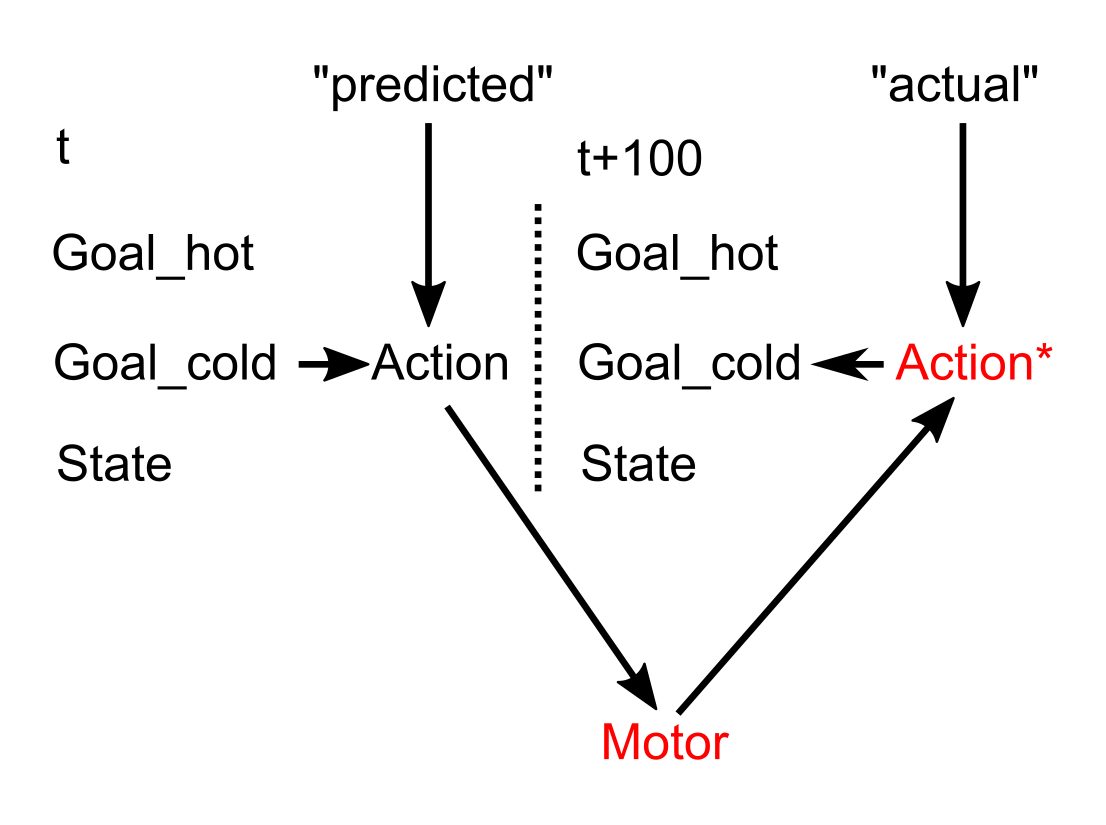 "predicted"
"actual"
t
t+100
Goal_hot
Goal_hot
Goal_cold
Action
Goal_cold
Action*
State
State
Motor